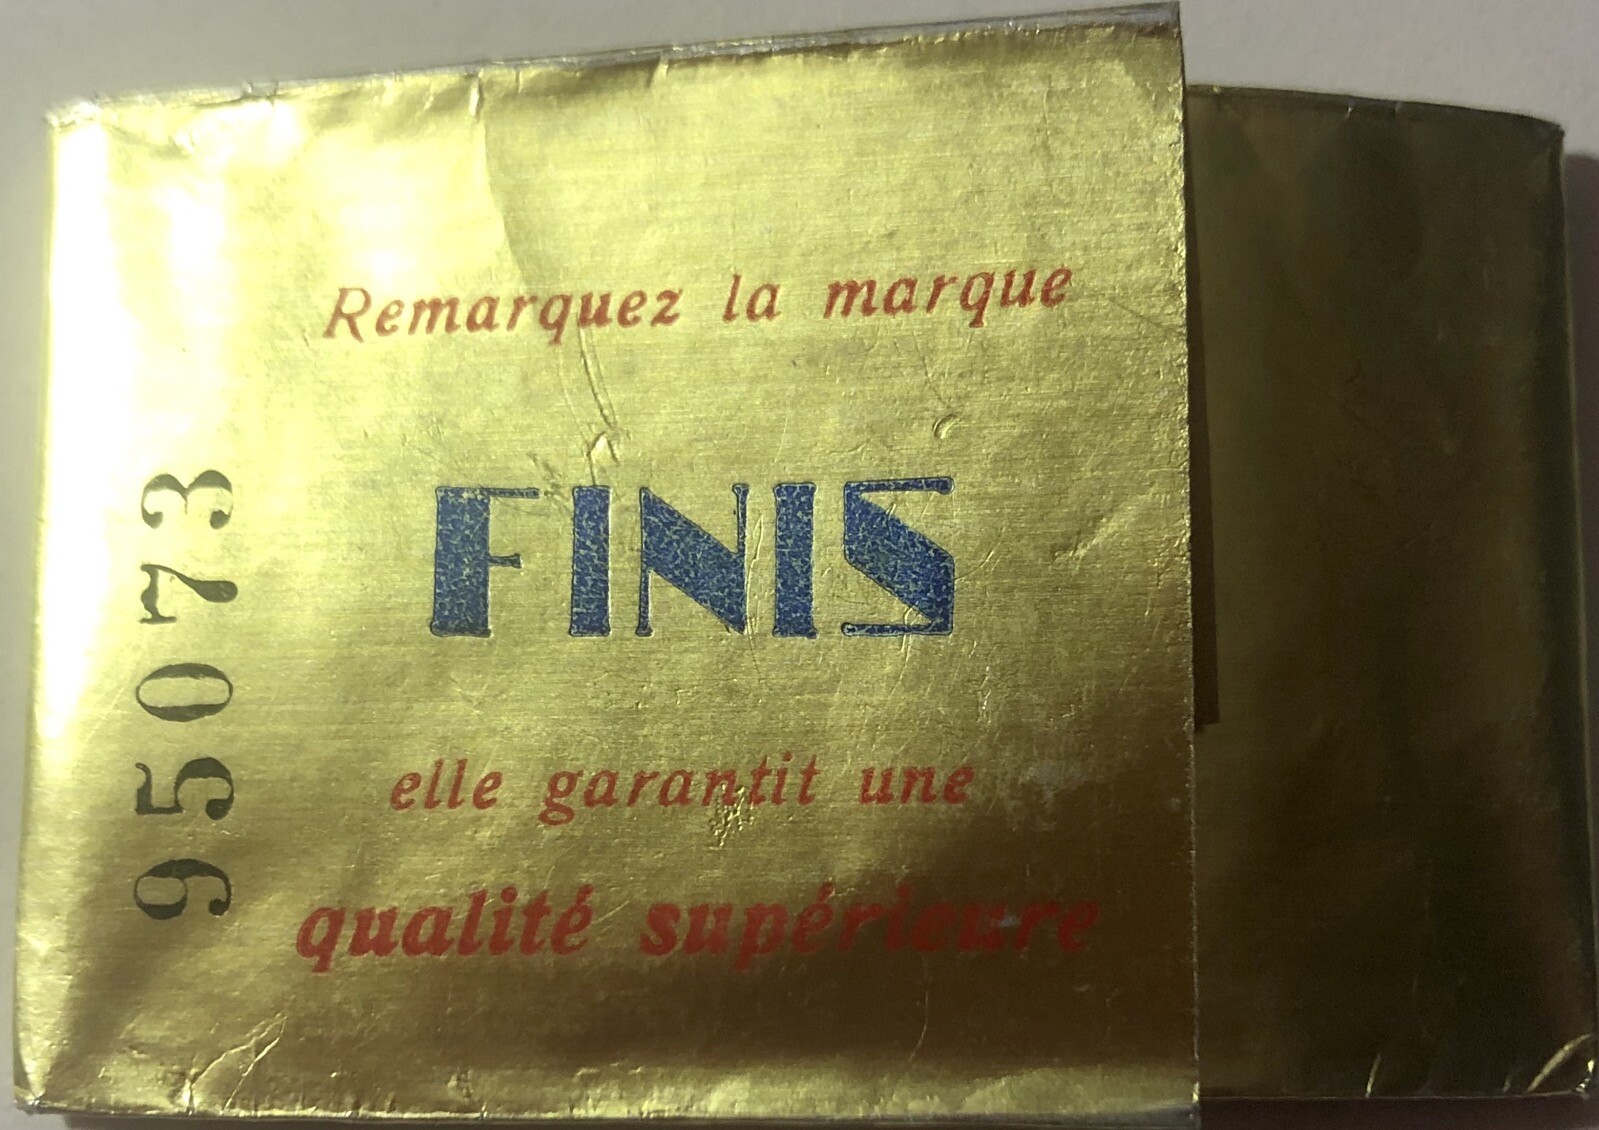 Remarquez la marque
FINIS
elle garantit une
qualité supérieure
95073